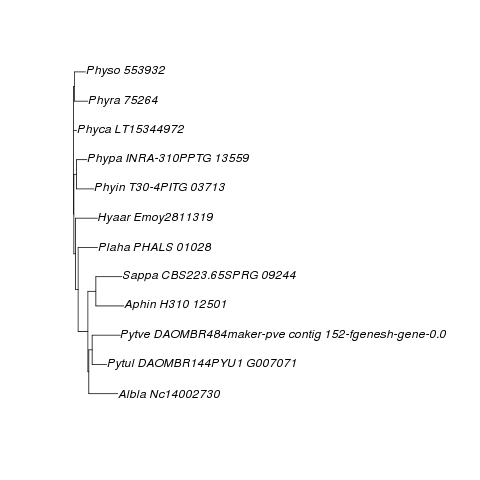 Physo 553932
Phyra 75264
Phyca LT15344972
Phypa INRA-310PPTG 13559
Phyin T30-4PITG 03713
Hyaar Emoy2811319
Plaha PHALS 01028
Sappa CBS223.65SPRG 09244
Aphin H310 12501
Pytve DAOMBR484maker-pve contig 152-fgenesh-gene-0.0
Pytul DAOMBR144PYU1 G007071
Albla Nc14002730